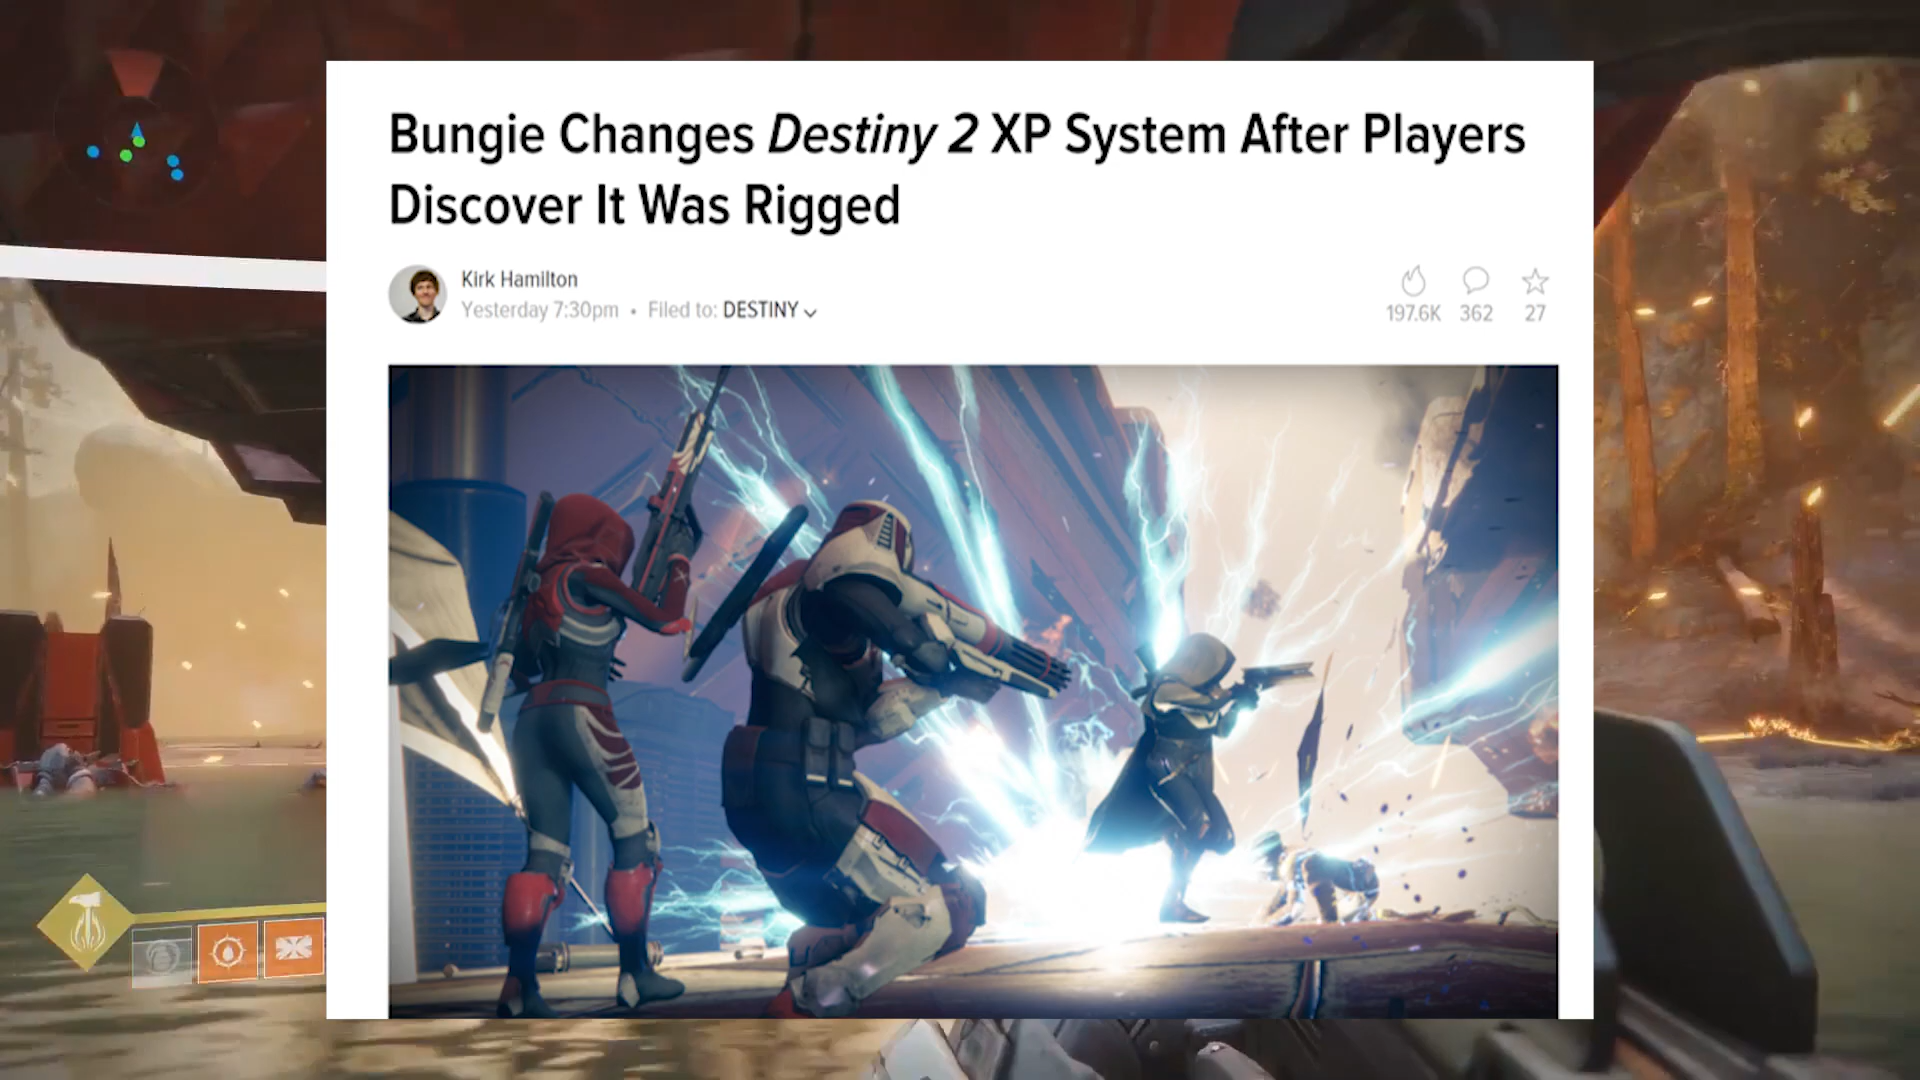 Bungie Changes Destiny 2 XP System After Players
Discover It Was Rigged
Kirk Hamilton
Yesterday 7:30pm • Filed to: DESTINY
197.6K 362 27